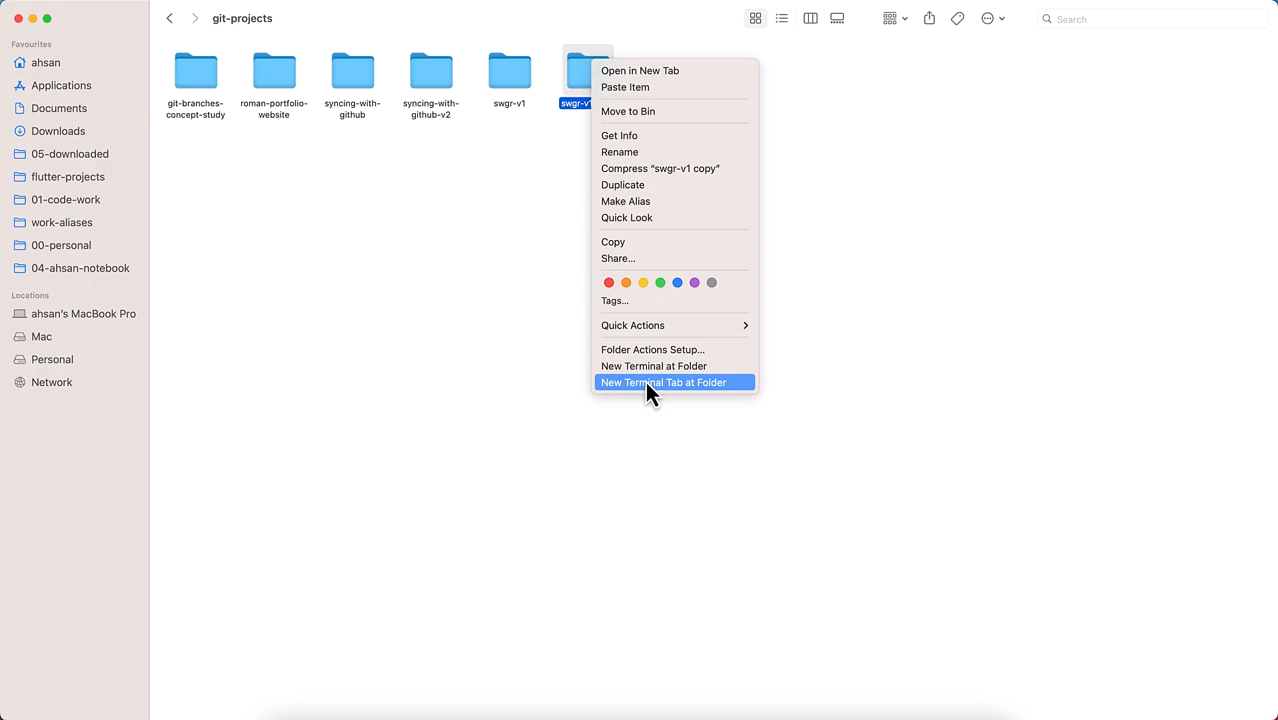 git-projects
Search
Favourites
ahsan
Applications
Documents
Downloads
05-downloaded
flutter-projects
01-code-work
work-aliases
00-personal
04-ahsan-notebook
Locations
ahsan's MacBook Pro
Mac
Personal
Network
git-branches-
concept-study
roman-portfolio-
website
syncing-with-
github
syncing-with-
github-v2
swgr-v1
Open in New Tab
Paste Item
Move to Bin
Get Info
Rename
Compress “swgr-v1 copy”
Duplicate
Make Alias
Quick Look
Copy
Share...
Tags...
Quick Actions
Folder Actions Setup...
New Terminal at Folder
New Terminal Tab at Folder